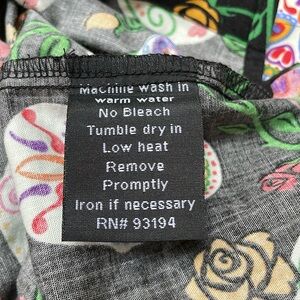 Machine wash in
warm water
No Bleach
Tumble dry in
Low heat
Remove
Promptly
Iron if necessary
RN# 93194